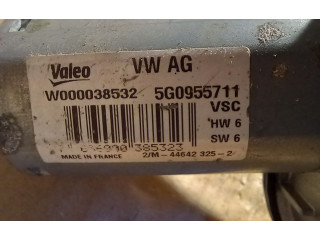 Valeo VW AG
W000038532 5G0955711
VSC
HW 6
SW 6
385323
MADE IN FRANCE 2/M- 44642 325-2